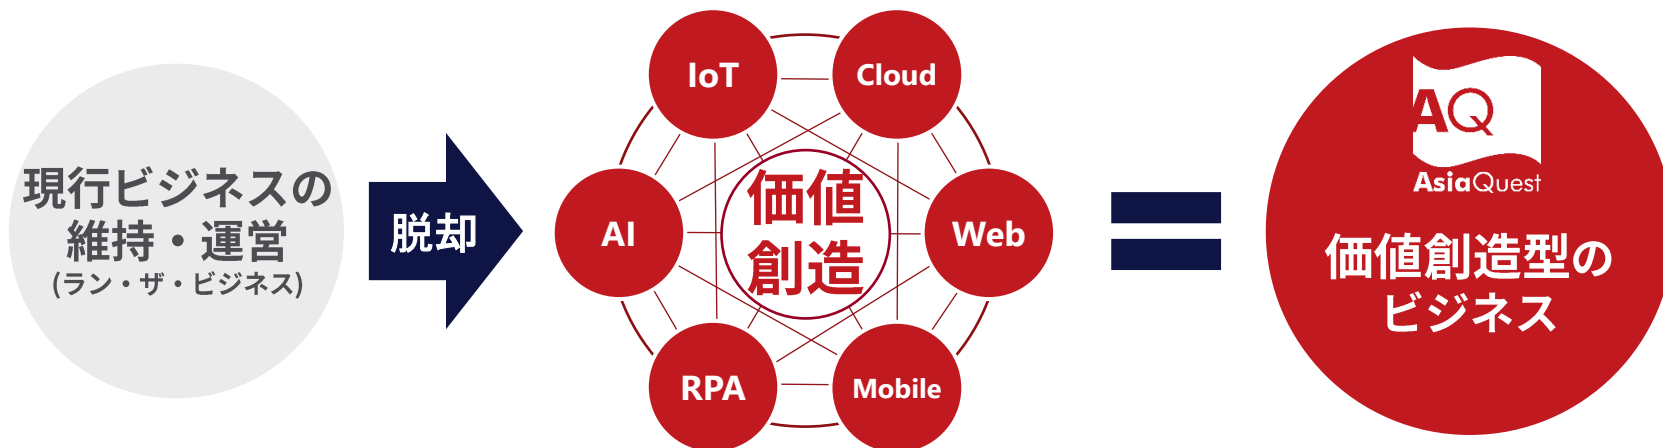 現行ビジネスの
維持・運営
(ラン・ザ・ビジネス)
脱却
IoT
Cloud
AI
価値
創造
Web
RPA
Mobile
AQ
AsiaQuest
価値創造型の
ビジネス